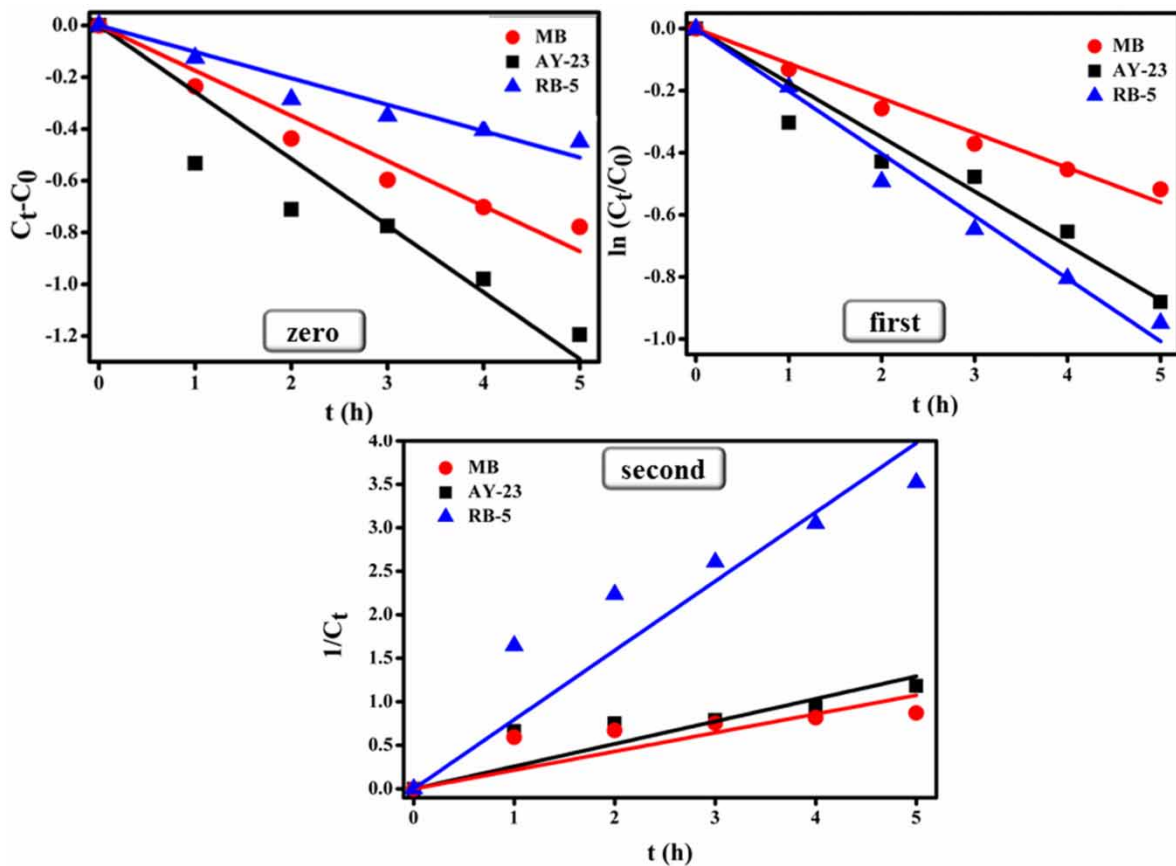 0.0
-0.2
-0.4
-0.6
-0.8
-1.0
-1.2
Ct-C0
MB
AY-23
RB-5
zero
0 1 2 3 4 5
t (h)
0.0
-0.2
-0.4
-0.6
-0.8
-1.0
ln (Ct/C0)
MB
AY-23
RB-5
first
0 1 2 3 4 5
t (h)
4.0
3.5
3.0
2.5
2.0
1.5
1.0
0.5
0.0
1/Ct
MB
AY-23
RB-5
second
0 1 2 3 4 5
t (h)